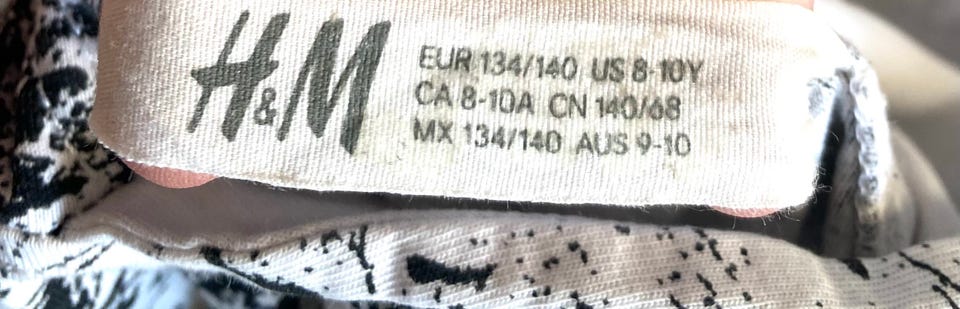 H&M
EUR 134/140 US 8-10Y
CA 8-10A CN 140/68
MX 134/140 AUS 9-10